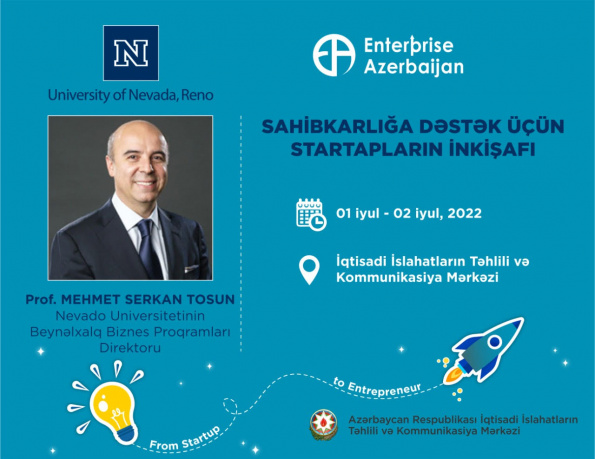 N
University of Nevada, Reno
Enterprise
Azerbaijan
SAHİBKARLIĞA DƏSTƏK ÜÇÜN
STARTAPLARIN İNKİŞAFI
01 iyul - 02 iyul, 2022
İqtisadi İslahatların Təhlili və
Kommunikasiya Mərkəzi
Prof. MEHMET SERKAN TOSUN
Nevado Universitetinin
Beynəlxalq Biznes Proqramları
Direktoru
From Startup
to Entrepreneur
Azərbaycan Respublikası İqtisadi İslahatların
Təhlili və Kommunikasiya Mərkəzi